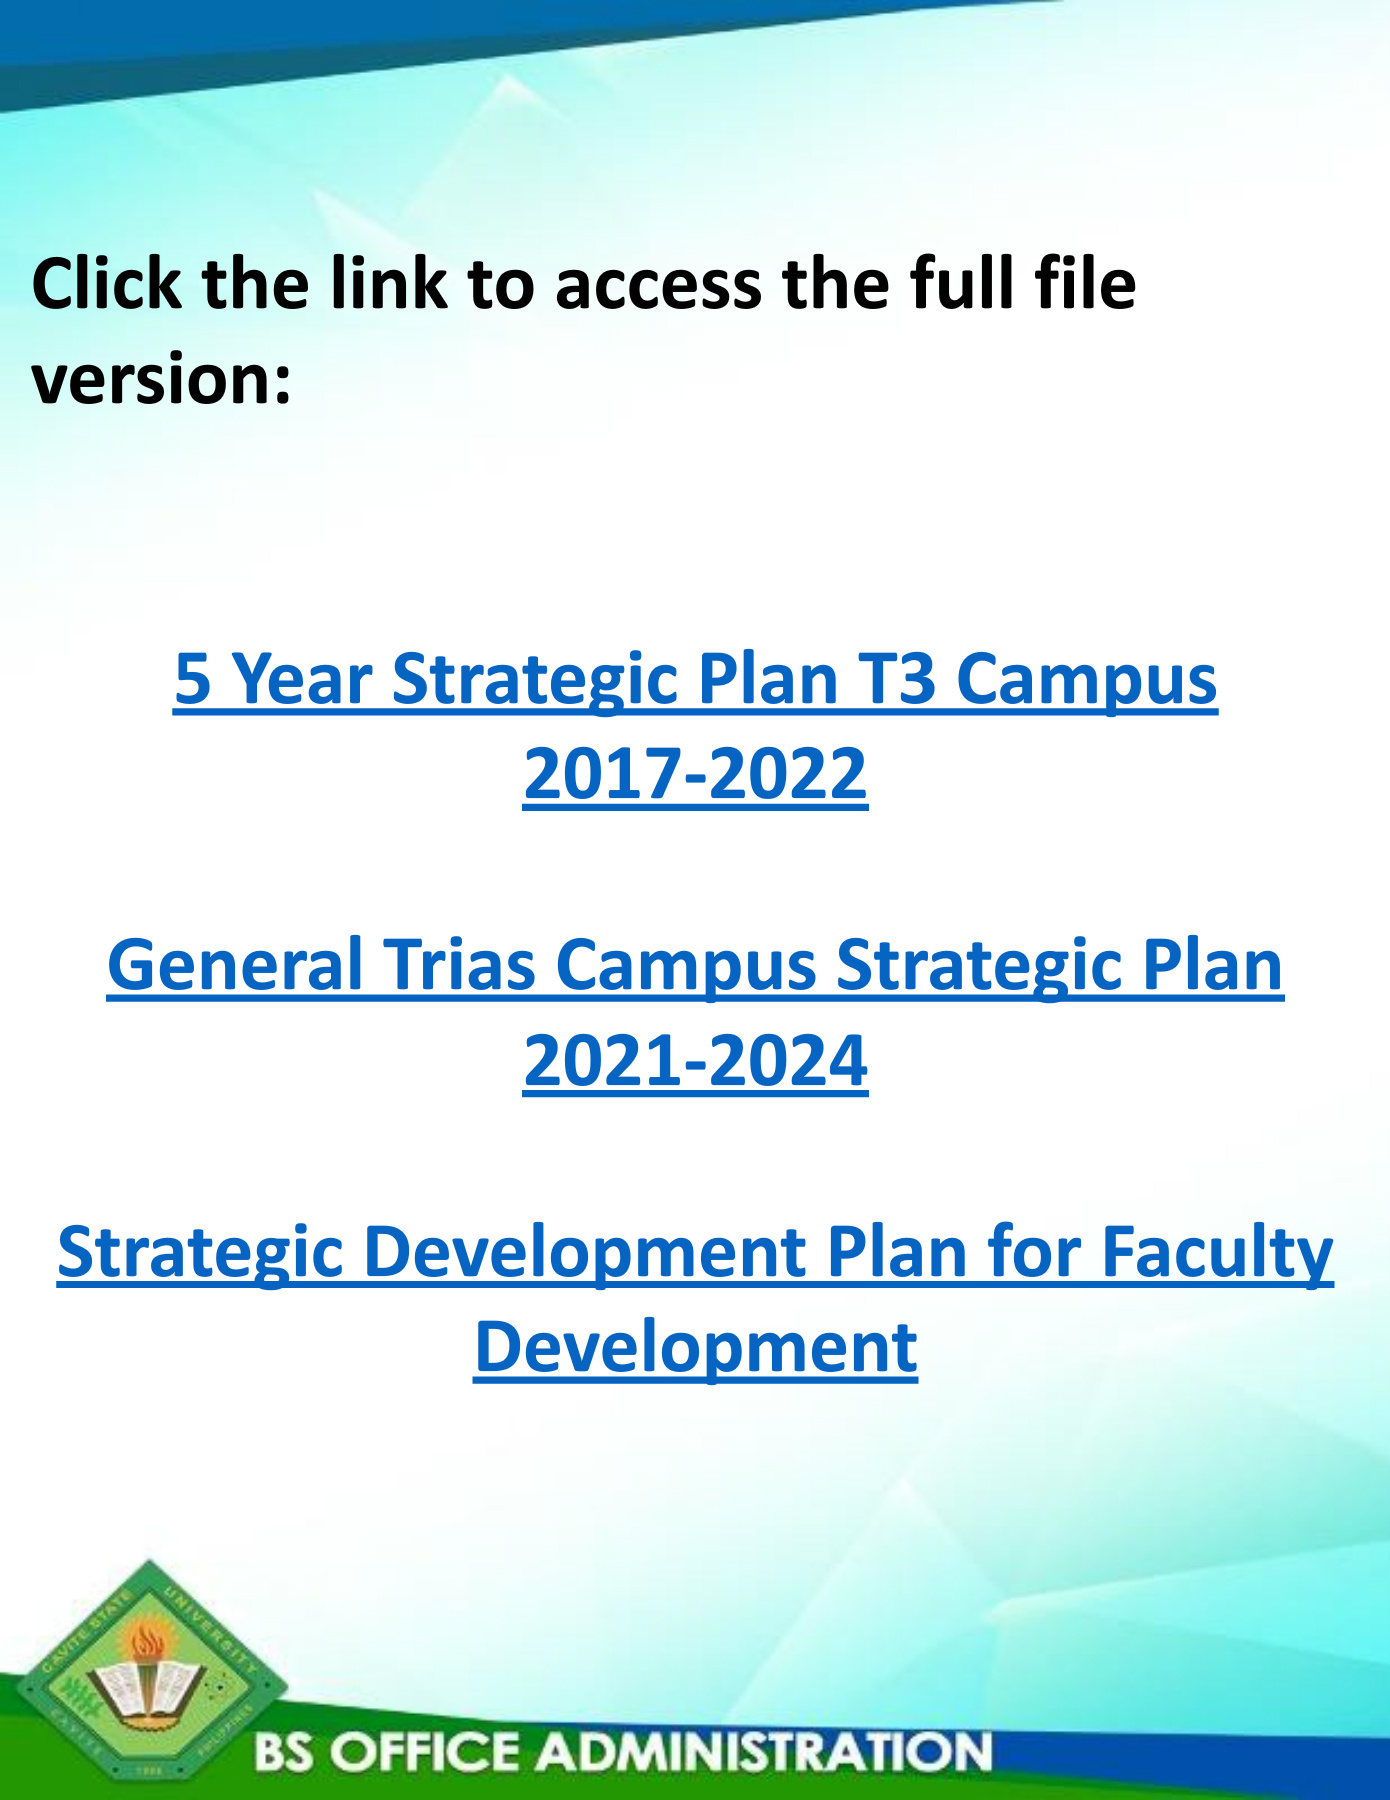 Click the link to access the full file
version:
5 Year Strategic Plan T3 Campus
2017-2022
General Trias Campus Strategic Plan
2021-2024
Strategic Development Plan for Faculty
Development
CAVITE STATE UNIVERSITY
CAVITE PHILIPPINES
BS OFFICE ADMINISTRATION